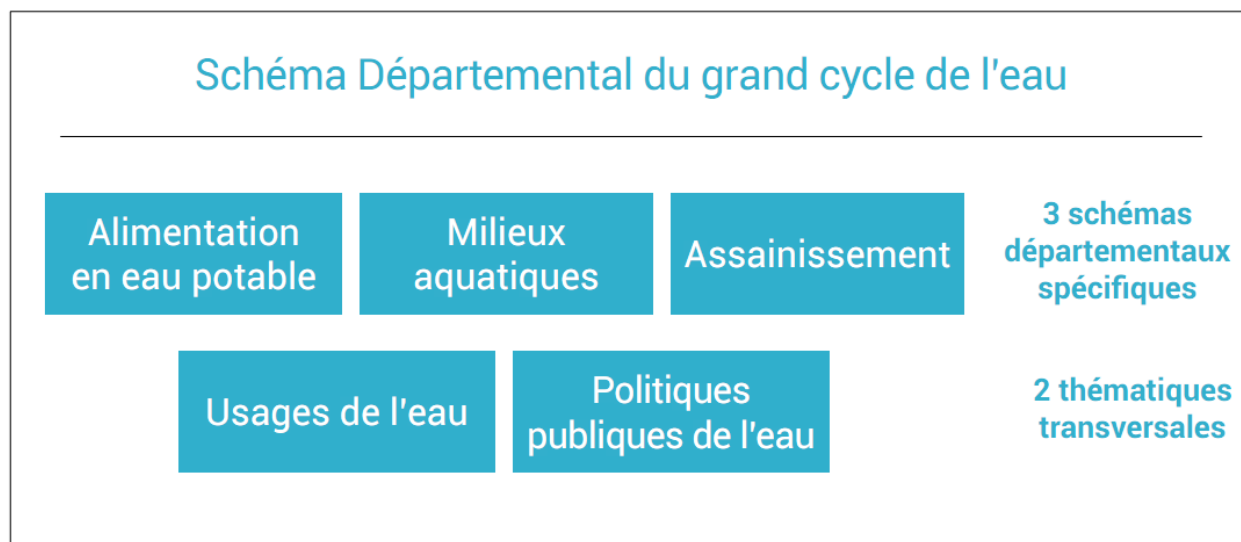 Schéma Départemental du grand cycle de l'eau
Alimentation
en eau potable
Milieux
aquatiques
Assainissement
3 schémas
départementaux
spécifiques
Usages de l'eau
Politiques
publiques de l'eau
2 thématiques
transversales